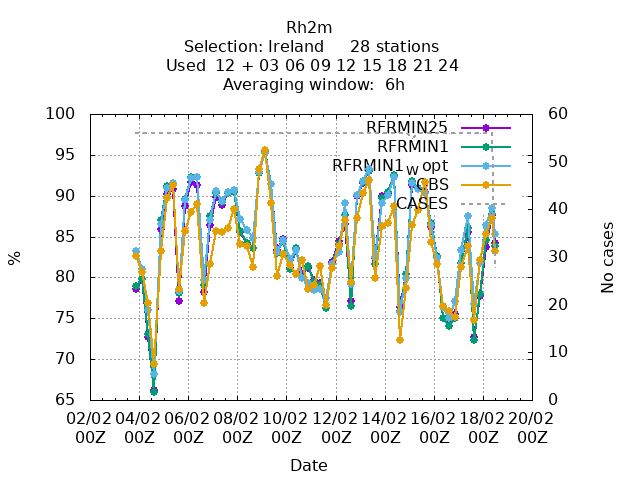 Rh2m
Selection: Ireland     28 stations
Used  12 + 03 06 09 12 15 18 21 24
Averaging window:  6h
100
95
90
85
80
75
70
65
%
60
50
40
30
20
10
0
No cases
RFRMIN25
RFRMIN1
RFRMIN1w opt
OBS
CASES
02/02 04/02 06/02 08/02 10/02 12/02 14/02 16/02 18/02 20/02
00Z 00Z 00Z 00Z 00Z 00Z 00Z 00Z 00Z 00Z
Date